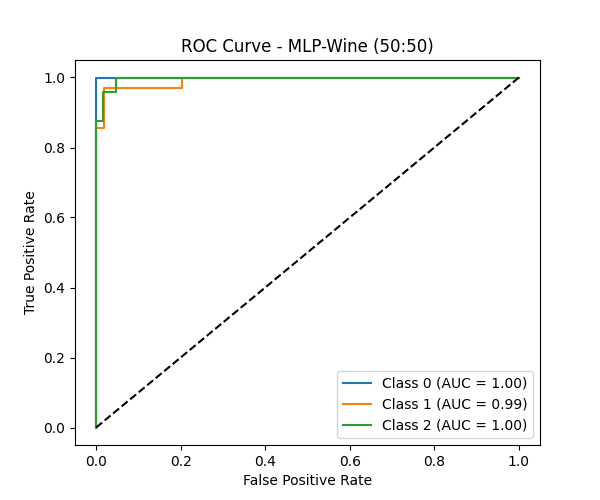 ROC Curve - MLP-Wine (50:50)
True Positive Rate
1.0
0.8
0.6
0.4
0.2
0.0
Class 0 (AUC = 1.00)
Class 1 (AUC = 0.99)
Class 2 (AUC = 1.00)
0.0 0.2 0.4 0.6 0.8 1.0
False Positive Rate